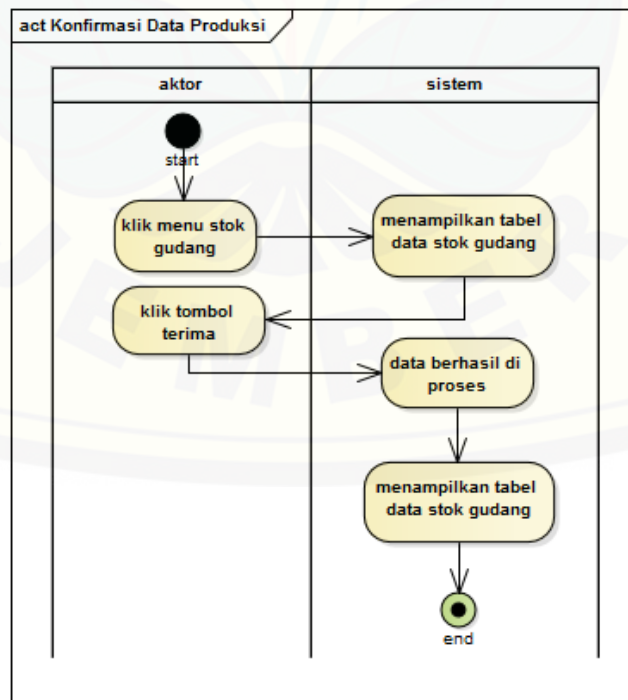 act Konfirmasi Data Produksi
aktor
sistem
start
klik menu stok
gudang
menampilkan tabel
data stok gudang
klik tombol
terima
data berhasil di
proses
menampilkan tabel
data stok gudang
end
JEMBER